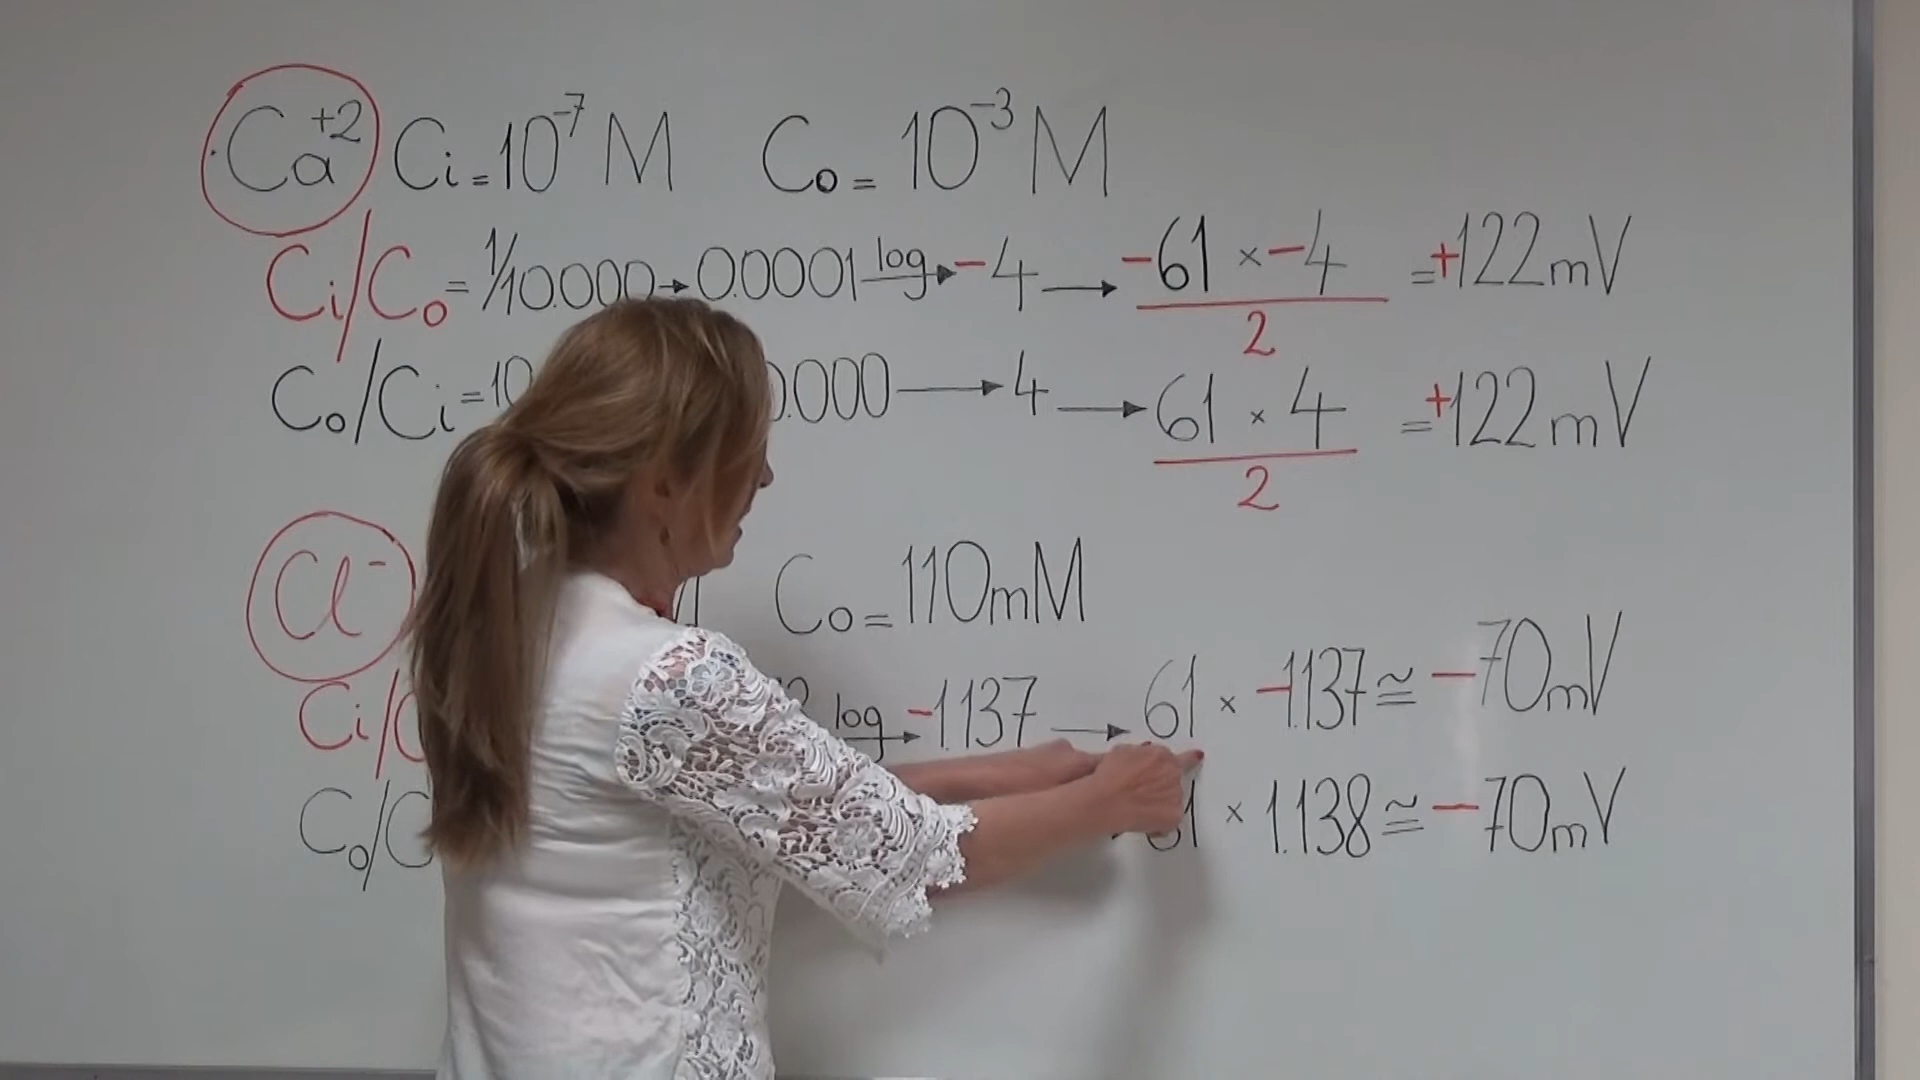 Ca+2 Ci = 10-7 M Co = 10-3 M
Ci/Co = 1/10.000 → 0.0001 log → -4 → -61 × -4 = +122mV
2
Co/Ci = 10 0.000 → 4 → 61 × 4 = +122mV
2
Cl- Co = 110mM
Ci/ log → -1.137 → 61 × -1.137 ≅ -70mV
Co/C 61 × 1.138 ≅ -70mV